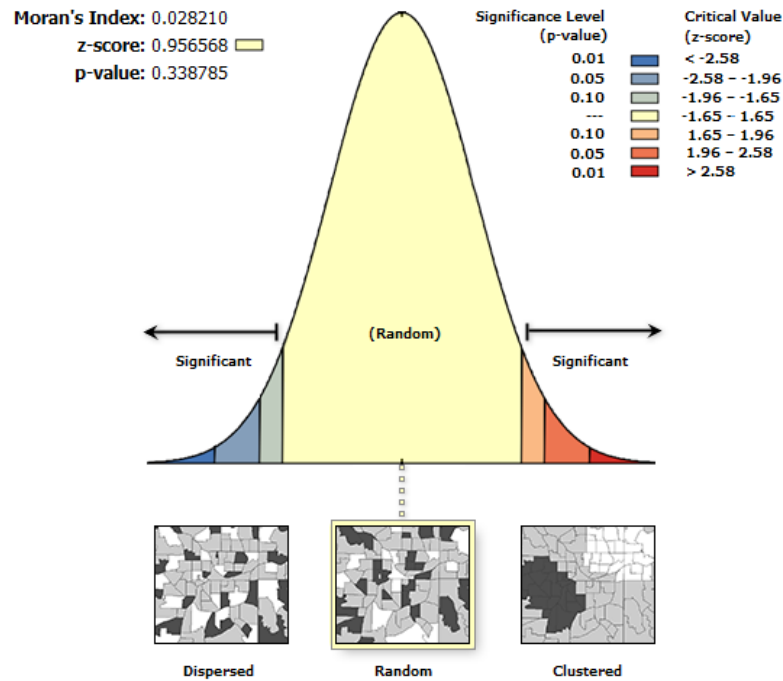 Moran's Index: 0.028210
z-score: 0.956568
p-value: 0.338785
Significance Level
(p-value)
Critical Value
(z-score)
0.01 < -2.58
0.05 -2.58 – -1.96
0.10 -1.96 – -1.65
--- -1.65 – 1.65
0.10 1.65 – 1.96
0.05 1.96 – 2.58
0.01 > 2.58
(Random)
Significant
Significant
Dispersed
Random
Clustered